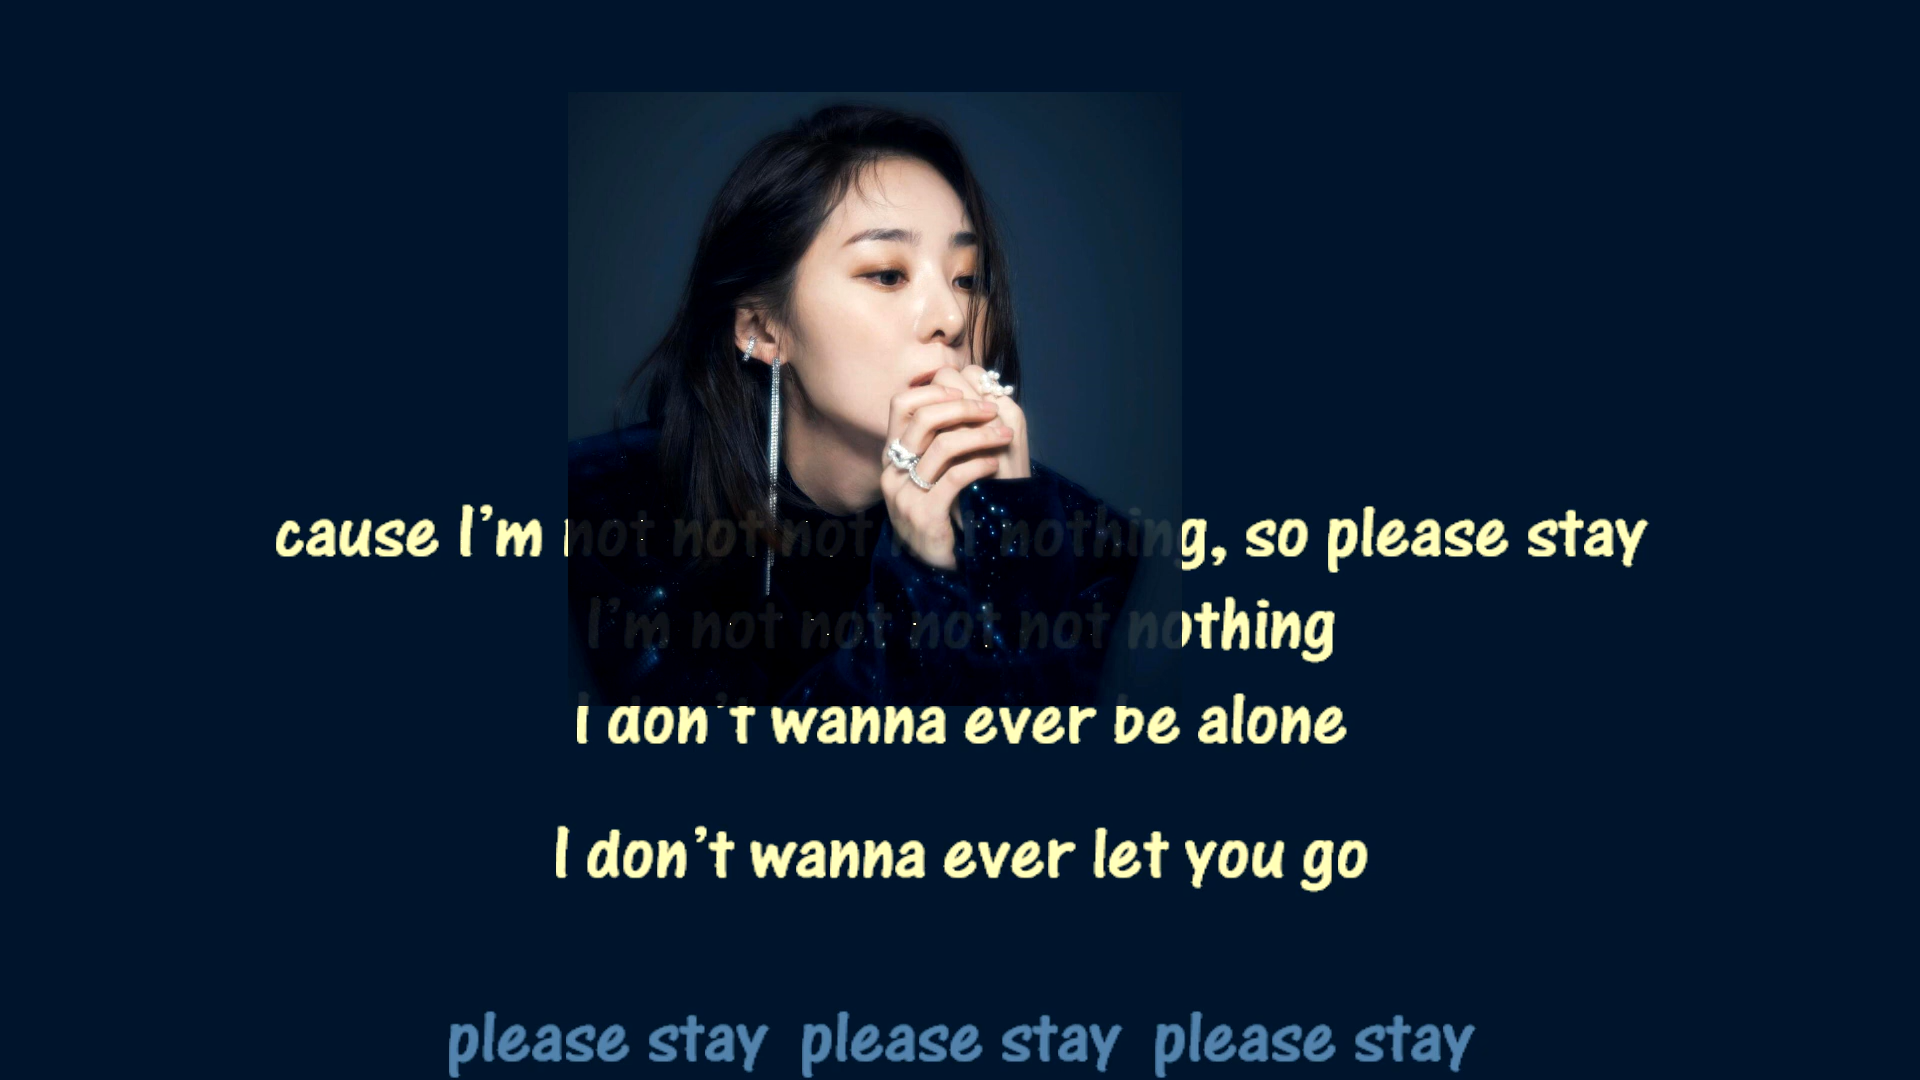 cause I'm not not not not nothing, so please stay
I'm not not not not nothing
I don't wanna ever be alone
I don't wanna ever let you go
please stay please stay please stay